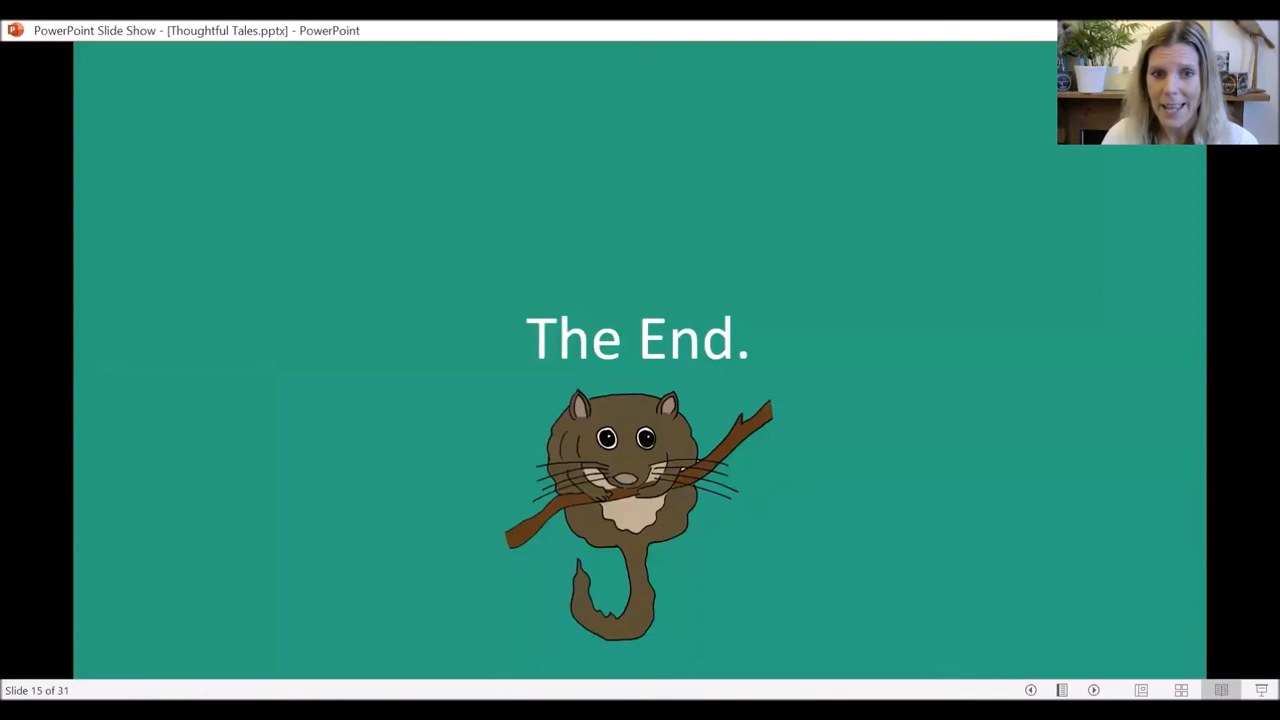 PowerPoint Slide Show - [Thoughtful Tales.pptx] - PowerPoint
The End.
Slide 15 of 31